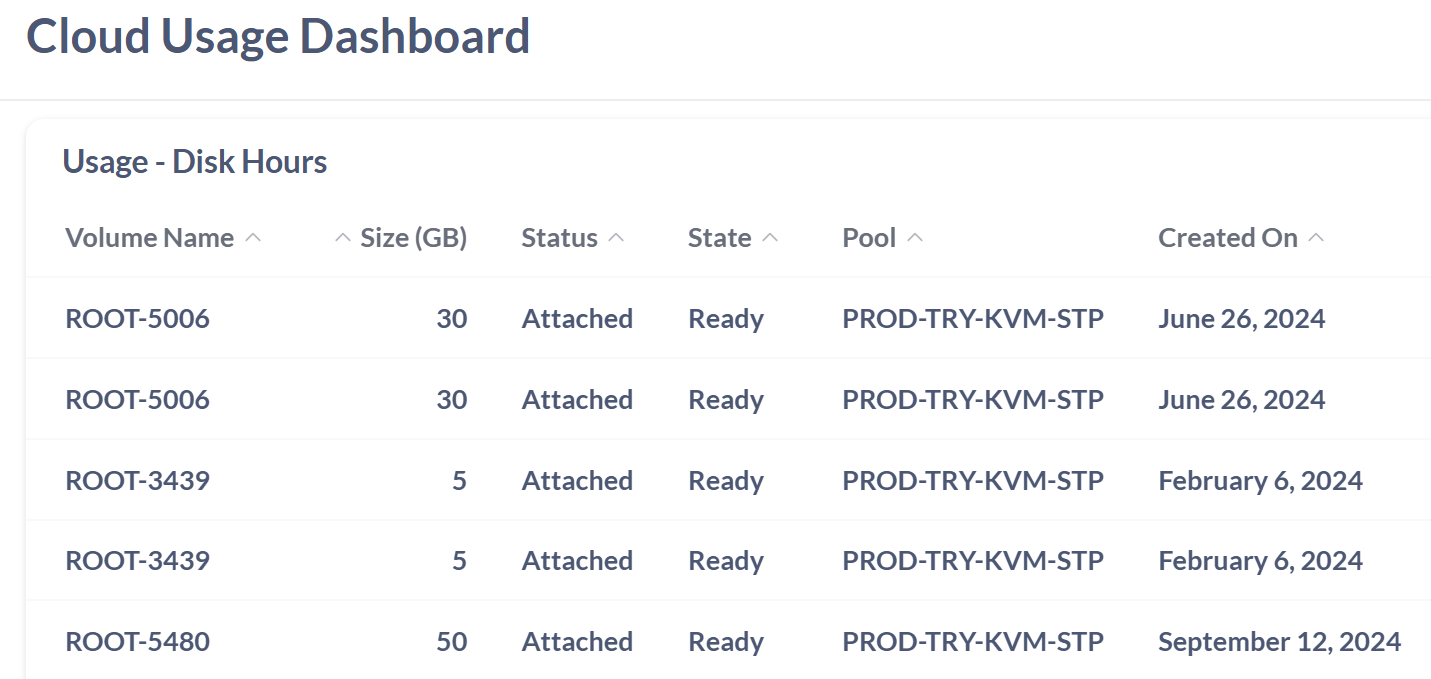 Cloud Usage Dashboard
Usage - Disk Hours
Volume Name Size (GB) Status State Pool Created On
ROOT-5006 30 Attached Ready PROD-TRY-KVM-STP June 26, 2024
ROOT-5006 30 Attached Ready PROD-TRY-KVM-STP June 26, 2024
ROOT-3439 5 Attached Ready PROD-TRY-KVM-STP February 6, 2024
ROOT-3439 5 Attached Ready PROD-TRY-KVM-STP February 6, 2024
ROOT-5480 50 Attached Ready PROD-TRY-KVM-STP September 12, 2024